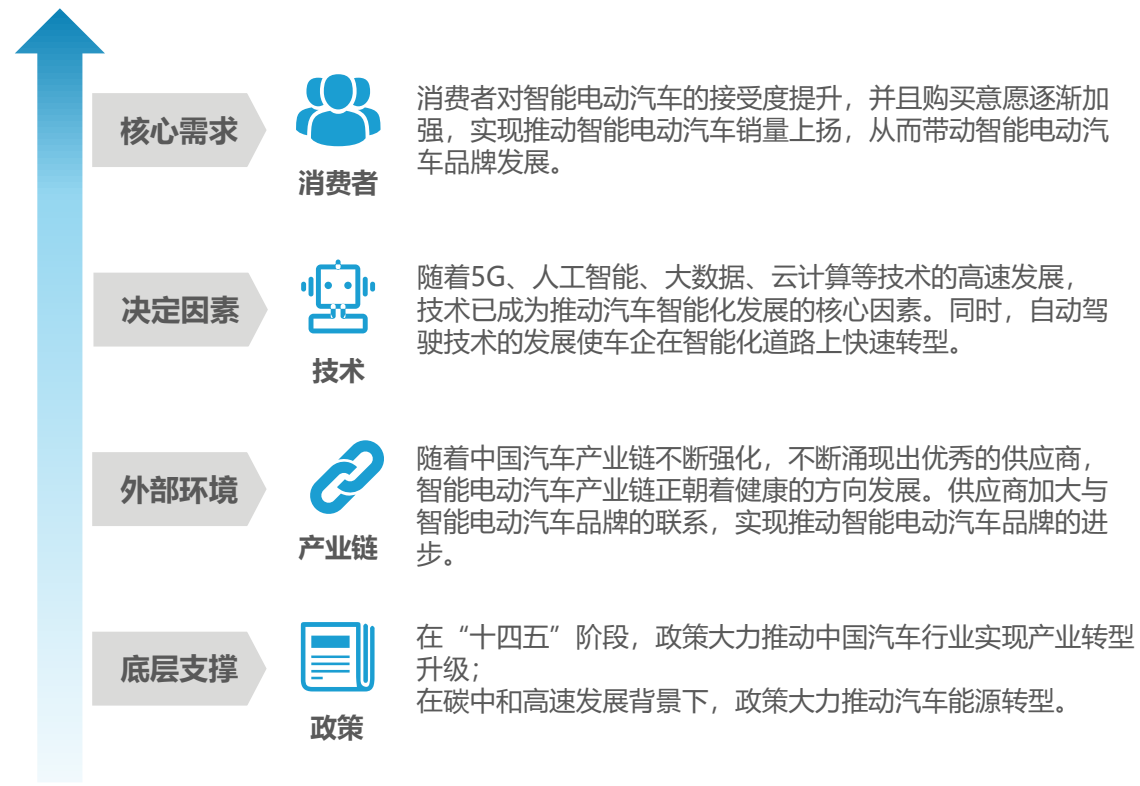 核心需求
消费者
消费者对智能电动汽车的接受度提升，并且购买意愿逐渐加
强，实现推动智能电动汽车销量上扬，从而带动智能电动汽
车品牌发展。
决定因素
技术
随着5G、人工智能、大数据、云计算等技术的高速发展，
技术已成为推动汽车智能化发展的核心因素。同时，自动驾
驶技术的发展使车企在智能化道路上快速转型。
外部环境
产业链
随着中国汽车产业链不断强化，不断涌现出优秀的供应商，
智能电动汽车产业链正朝着健康的方向发展。供应商加大与
智能电动汽车品牌的联系，实现推动智能电动汽车品牌的进
步。
底层支撑
政策
在“十四五”阶段，政策大力推动中国汽车行业实现产业转型
升级；
在碳中和高速发展背景下，政策大力推动汽车能源转型。